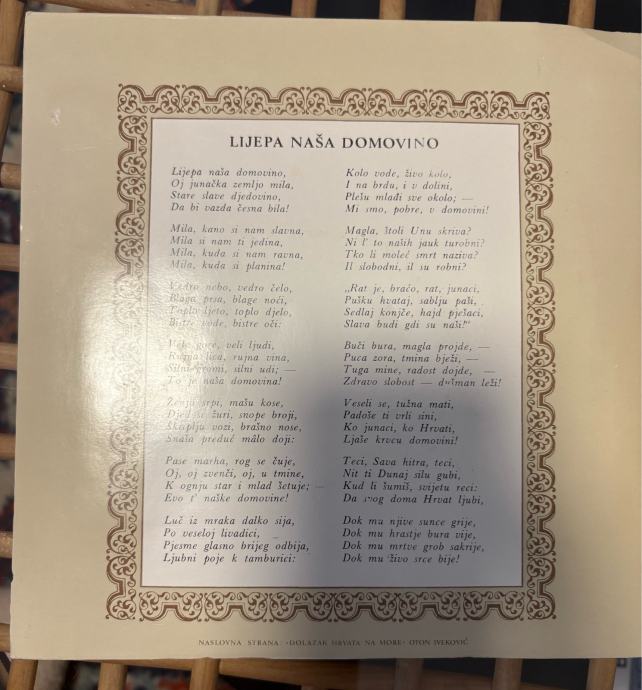 LIJEPA NAŠA DOMOVINO
Lijepa naša domovino,
Oj junačka zemljo mila,
Stare slave djedovino,
Da bi vazda česna bila!
Mila, kano si nam slavna,
Mila si nam ti jedina,
Mila, kuda si nam ravna,
Mila, kuda si planina!
Vedro nebo, vedro čelo,
Blaga prsa, blage noći,
Toplo ljeto, toplo djelo,
Bistre vode, bistre oči:
Vele gore, veli ljudi,
Rujna lica, rujna vina,
Silni gromi, silni udi; —
To je naša domovina!
Ženju srpi, mašu kose,
Djed se žuri, snope broji,
Škriplju vozi, brašno nose,
Snaša preduć málo doji:
Pase marha, rog se čuje,
Oj, oj zvenči, oj, u tmine,
K ognju star i mlad šetuje; —
Evo t' naške domovine!
Luč iz mraka dalko sija,
Po veseloj livadici,
Pjesme glasno brijeg odbija,
Ljubni poje k tamburici:
Kolo vode, živo kolo,
I na brdu, i v dolini,
Plešu mladi sve okolo; —
Mi smo, pobre, v domovini!
Magla, štoli Unu skriva?
Ni l' to naših jauk turobni?
Tko li moleć smrt naziva?
Il slobodni, il su robni?
„Rat je, braćo, rat, junaci,
Pušku hvataj, sablju paši,
Sedlaj konjče, hajd pješaci,
Slava budi gdi su naši!"
Buči bura, magla projde, —
Puca zora, tmina bježi, —
Tuga mine, radost dojde, —
Zdravo slobost — dušman leži!
Veseli se, tužna mati,
Padoše ti vrli sini,
Ko junaci, ko Hrvati,
Ljaše krvcu domovini!
Teci, Sava hitra, teci,
Nit ti Dunaj silu gubi,
Kud li šumiš, svijetu reci:
Da svog doma Hrvat ljubi,
Dok mu njive sunce grije,
Dok mu hrastje bura vije,
Dok mu mrtve grob sakrije,
Dok mu živo srce bije!
NASLOVNA STRANA: »DOLAZAK HRVATA NA MORE« OTON IVEKOVIĆ